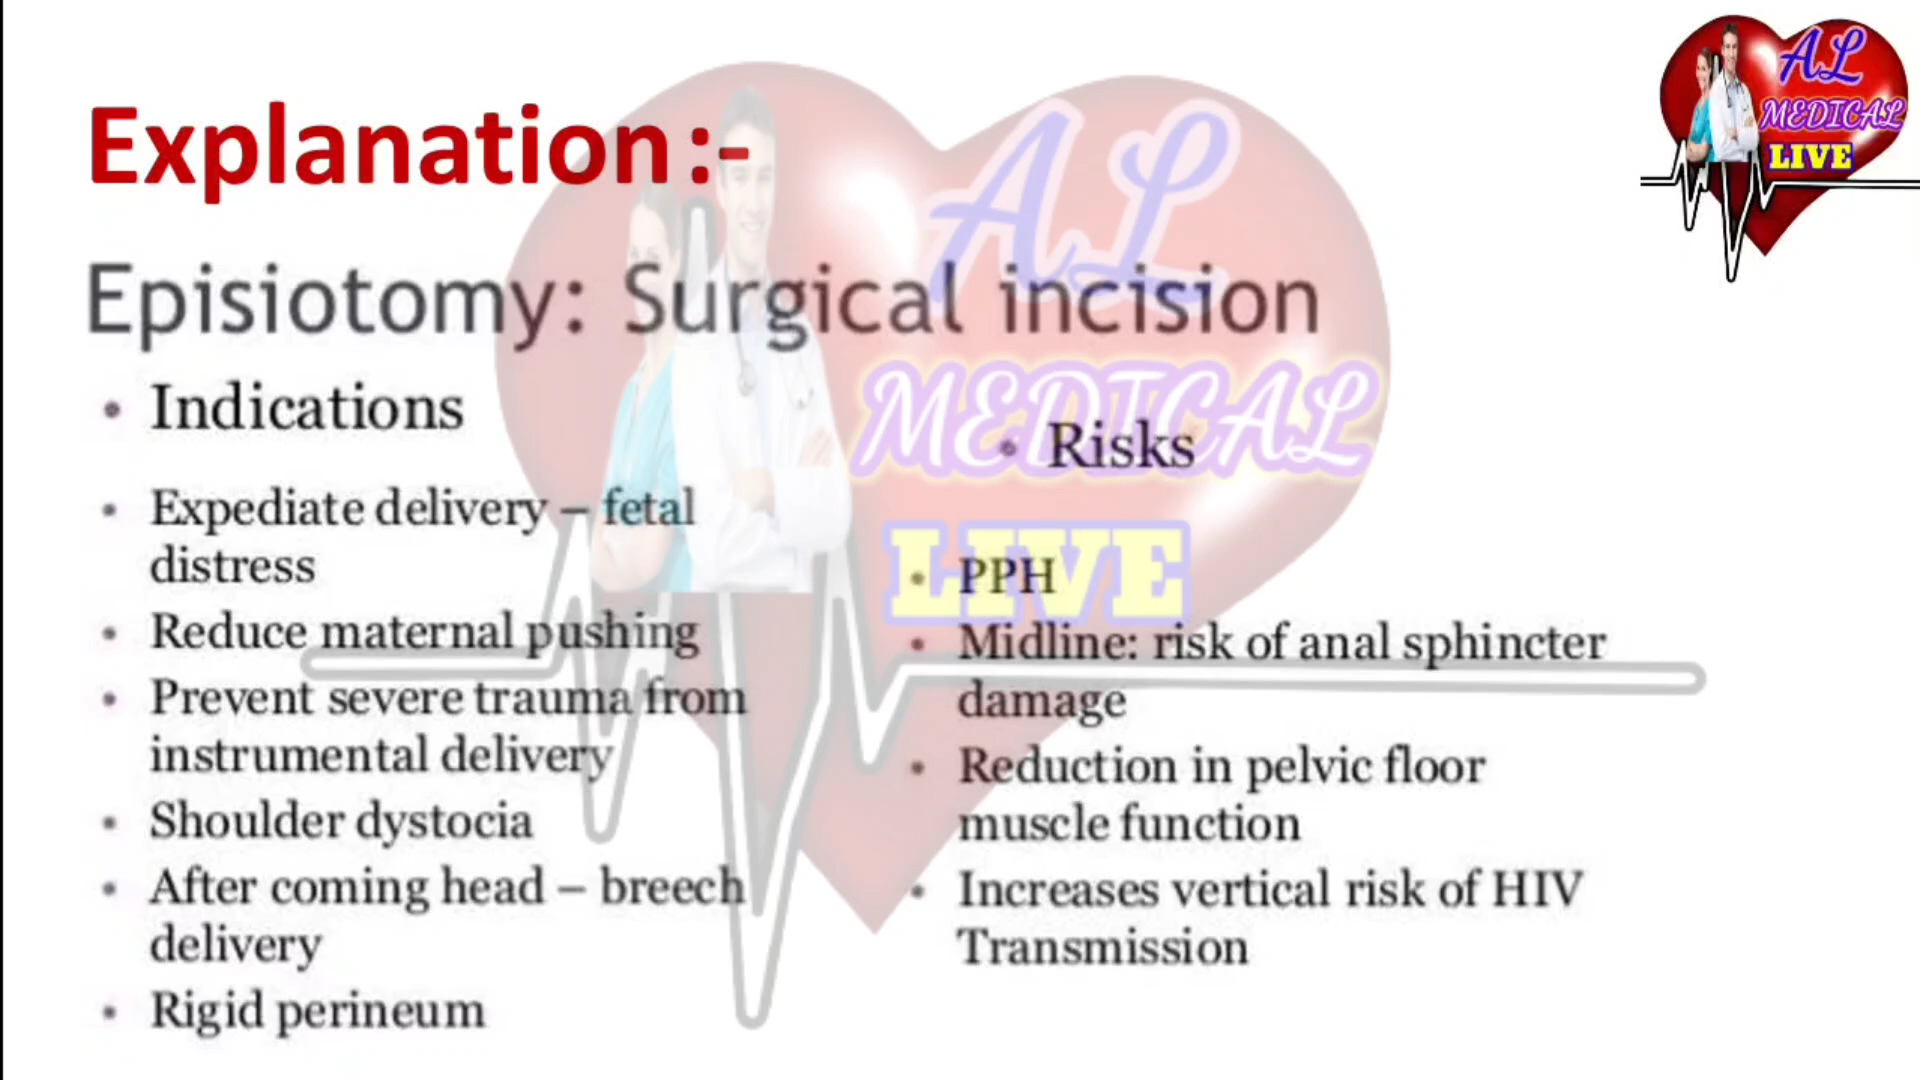 Explanation:-
Episiotomy: Surgical incision
• Indications
• Expediate delivery – fetal
distress
• Reduce maternal pushing
• Prevent severe trauma from
instrumental delivery
• Shoulder dystocia
• After coming head – breech
delivery
• Rigid perineum
• Risks
• PPH
• Midline: risk of anal sphincter
damage
• Reduction in pelvic floor
muscle function
• Increases vertical risk of HIV
Transmission
AL
MEDICAL
LIVE
AL
MEDICAL
LIVE